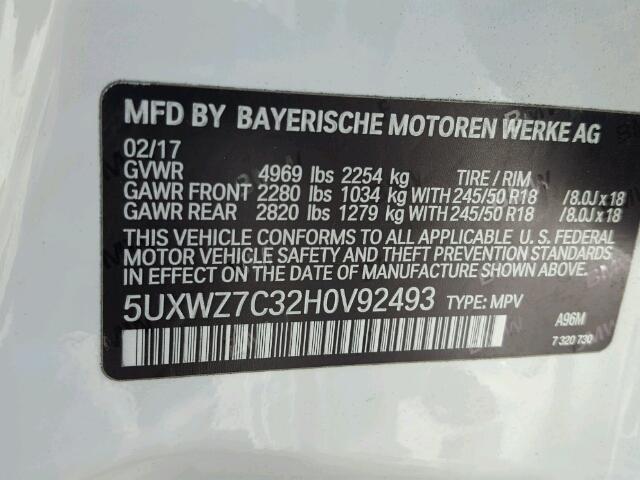 MFD BY BAYERISCHE MOTOREN WERKE AG
02/17
GVWR 4969 lbs 2254 kg TIRE / RIM
GAWR FRONT 2280 lbs 1034 kg WITH 245/50 R18 /8.0J x 18
GAWR REAR 2820 lbs 1279 kg WITH 245/50 R18 /8.0J x 18
THIS VEHICLE CONFORMS TO ALL APPLICABLE U. S. FEDERAL
MOTOR VEHICLE SAFETY AND THEFT PREVENTION STANDARDS
IN EFFECT ON THE DATE OF MANUFACTURE SHOWN ABOVE.
5UXWZ7C32H0V92493 TYPE: MPV
A96M
7 320 730